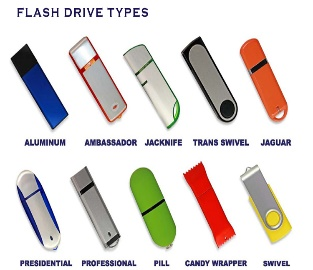 FLASH DRIVE TYPES
ALUMINUM AMBASSADOR JACKNIFE TRANS SWIVEL JAGUAR
PRESIDENTIAL PROFESSIONAL PILL CANDY WRAPPER SWIVEL